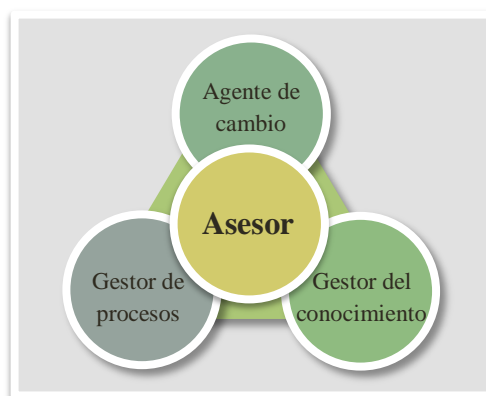 Agente de
cambio
Asesor
Gestor de
procesos
Gestor del
conocimiento